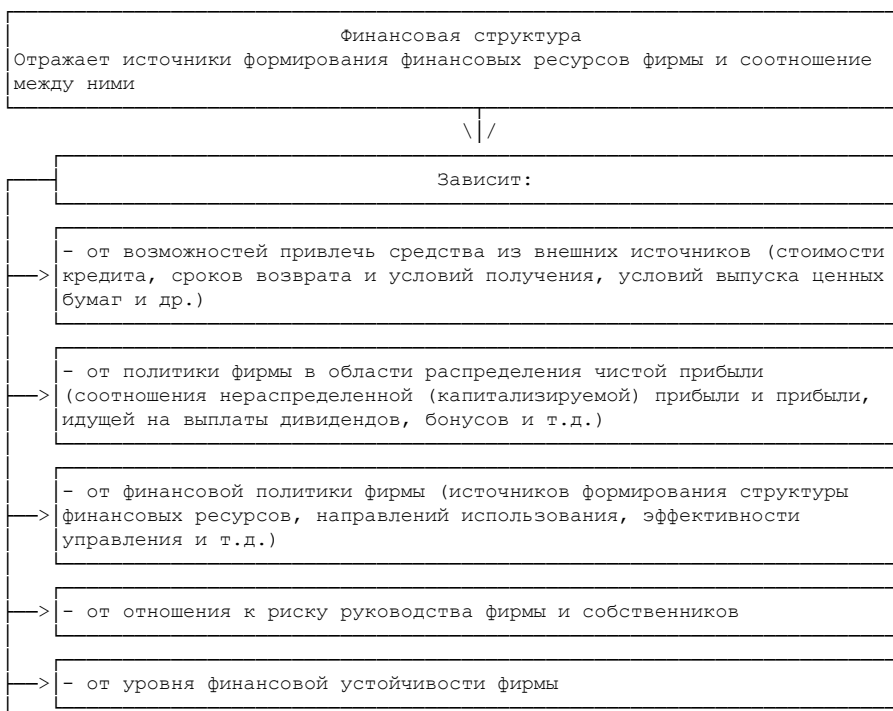 Финансовая структура
Отражает источники формирования финансовых ресурсов фирмы и соотношение
между ними
Зависит:
- от возможностей привлечь средства из внешних источников (стоимости
кредита, сроков возврата и условий получения, условий выпуска ценных
бумаг и др.)
- от политики фирмы в области распределения чистой прибыли
(соотношения нераспределенной (капитализируемой) прибыли и прибыли,
идущей на выплаты дивидендов, бонусов и т.д.)
- от финансовой политики фирмы (источников формирования структуры
финансовых ресурсов, направлений использования, эффективности
управления и т.д.)
- от отношения к риску руководства фирмы и собственников
- от уровня финансовой устойчивости фирмы